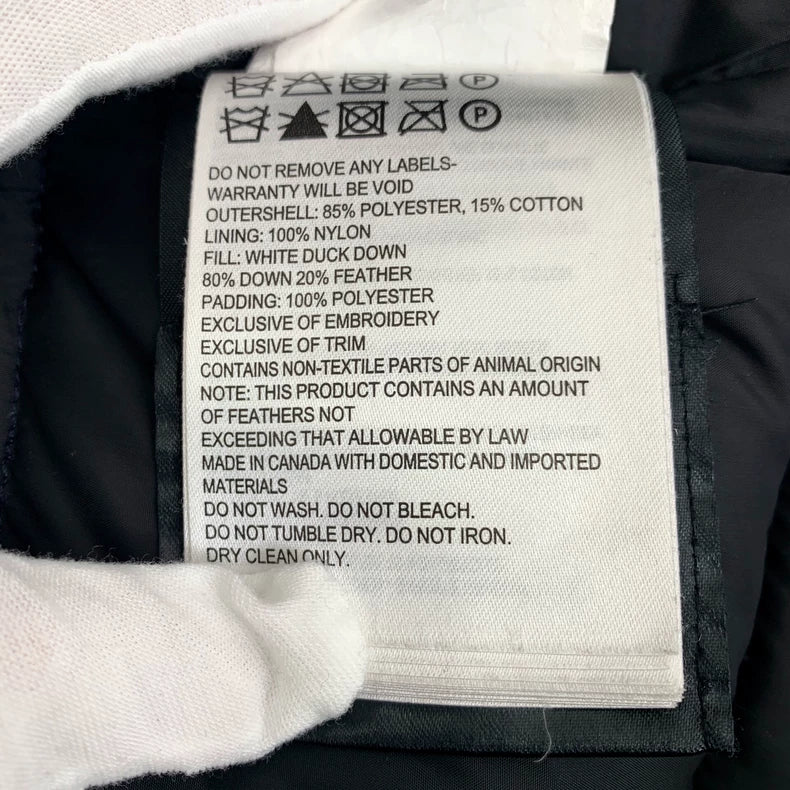 P
P
DO NOT REMOVE ANY LABELS-
WARRANTY WILL BE VOID
OUTERSHELL: 85% POLYESTER, 15% COTTON
LINING: 100% NYLON
FILL: WHITE DUCK DOWN
80% DOWN 20% FEATHER
PADDING: 100% POLYESTER
EXCLUSIVE OF EMBROIDERY
EXCLUSIVE OF TRIM
CONTAINS NON-TEXTILE PARTS OF ANIMAL ORIGIN
NOTE: THIS PRODUCT CONTAINS AN AMOUNT
OF FEATHERS NOT
EXCEEDING THAT ALLOWABLE BY LAW
MADE IN CANADA WITH DOMESTIC AND IMPORTED
MATERIALS
DO NOT WASH. DO NOT BLEACH.
DO NOT TUMBLE DRY. DO NOT IRON.
DRY CLEAN ONLY.